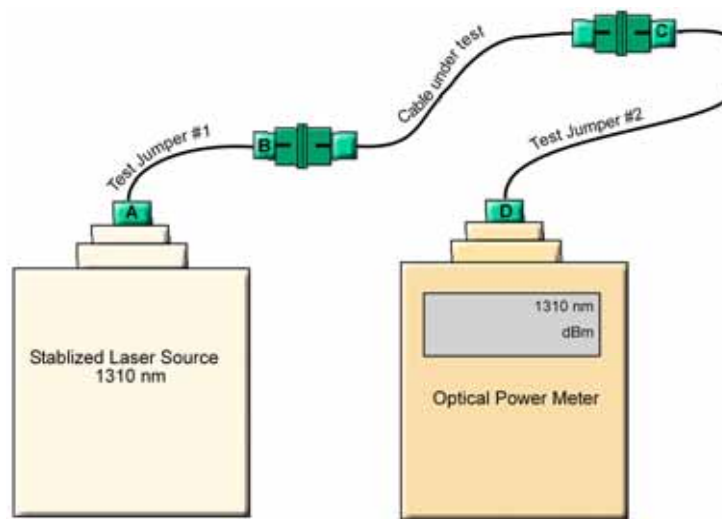 C
Cable under test
Test Jumper #1
B
Test Jumper #2
A
D
1310 nm
dBm
Stablized Laser Source
1310 nm
Optical Power Meter